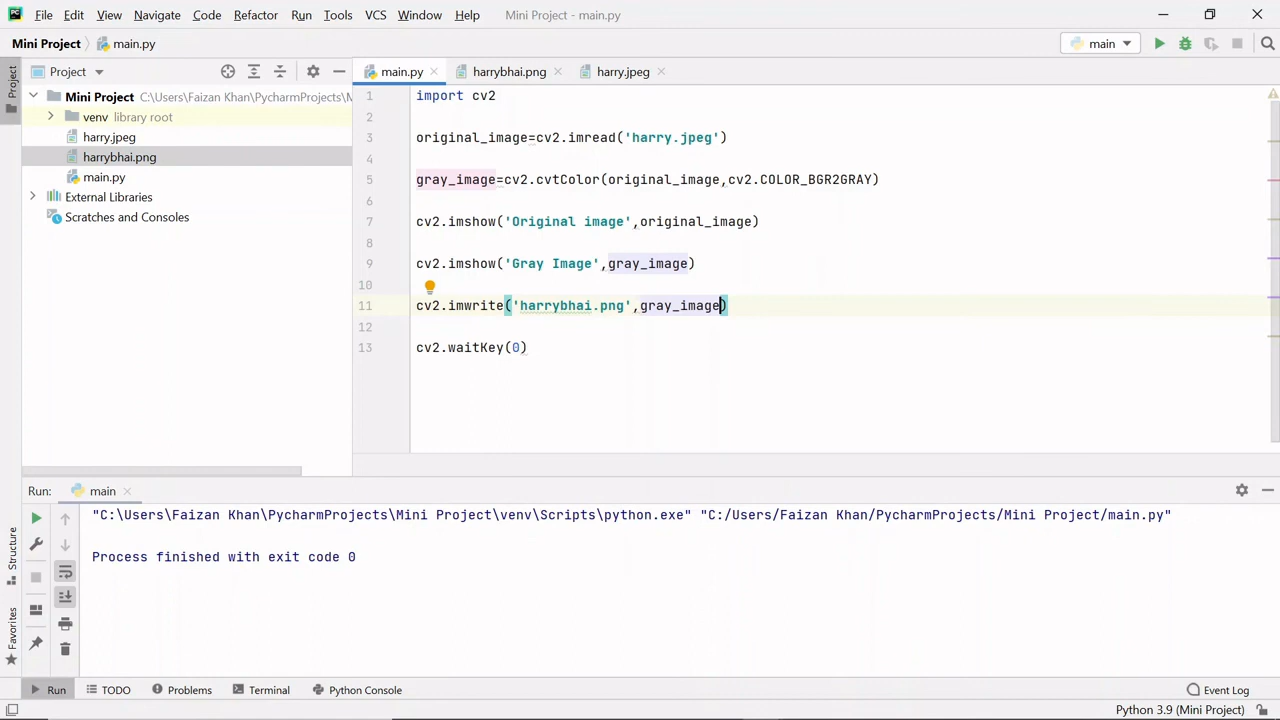 File Edit View Navigate Code Refactor Run Tools VCS Window Help Mini Project - main.py
Mini Project main.py main
Project main.py harrybhai.png harry.jpeg
Project
Mini Project C:\Users\Faizan Khan\PycharmProjects\M
venv library root
harry.jpeg
harrybhai.png
main.py
External Libraries
Scratches and Consoles
1 import cv2
2
3 original_image=cv2.imread('harry.jpeg')
4
5 gray_image=cv2.cvtColor(original_image,cv2.COLOR_BGR2GRAY)
6
7 cv2.imshow('Original image',original_image)
8
9 cv2.imshow('Gray Image',gray_image)
10
11 cv2.imwrite('harrybhai.png',gray_image)
12
13 cv2.waitKey(0)
Run: main
"C:\Users\Faizan Khan\PycharmProjects\Mini Project\venv\Scripts\python.exe" "C:/Users/Faizan Khan/PycharmProjects/Mini Project/main.py"
Process finished with exit code 0
Structure
Favorites
Run TODO Problems Terminal Python Console Event Log
Python 3.9 (Mini Project)